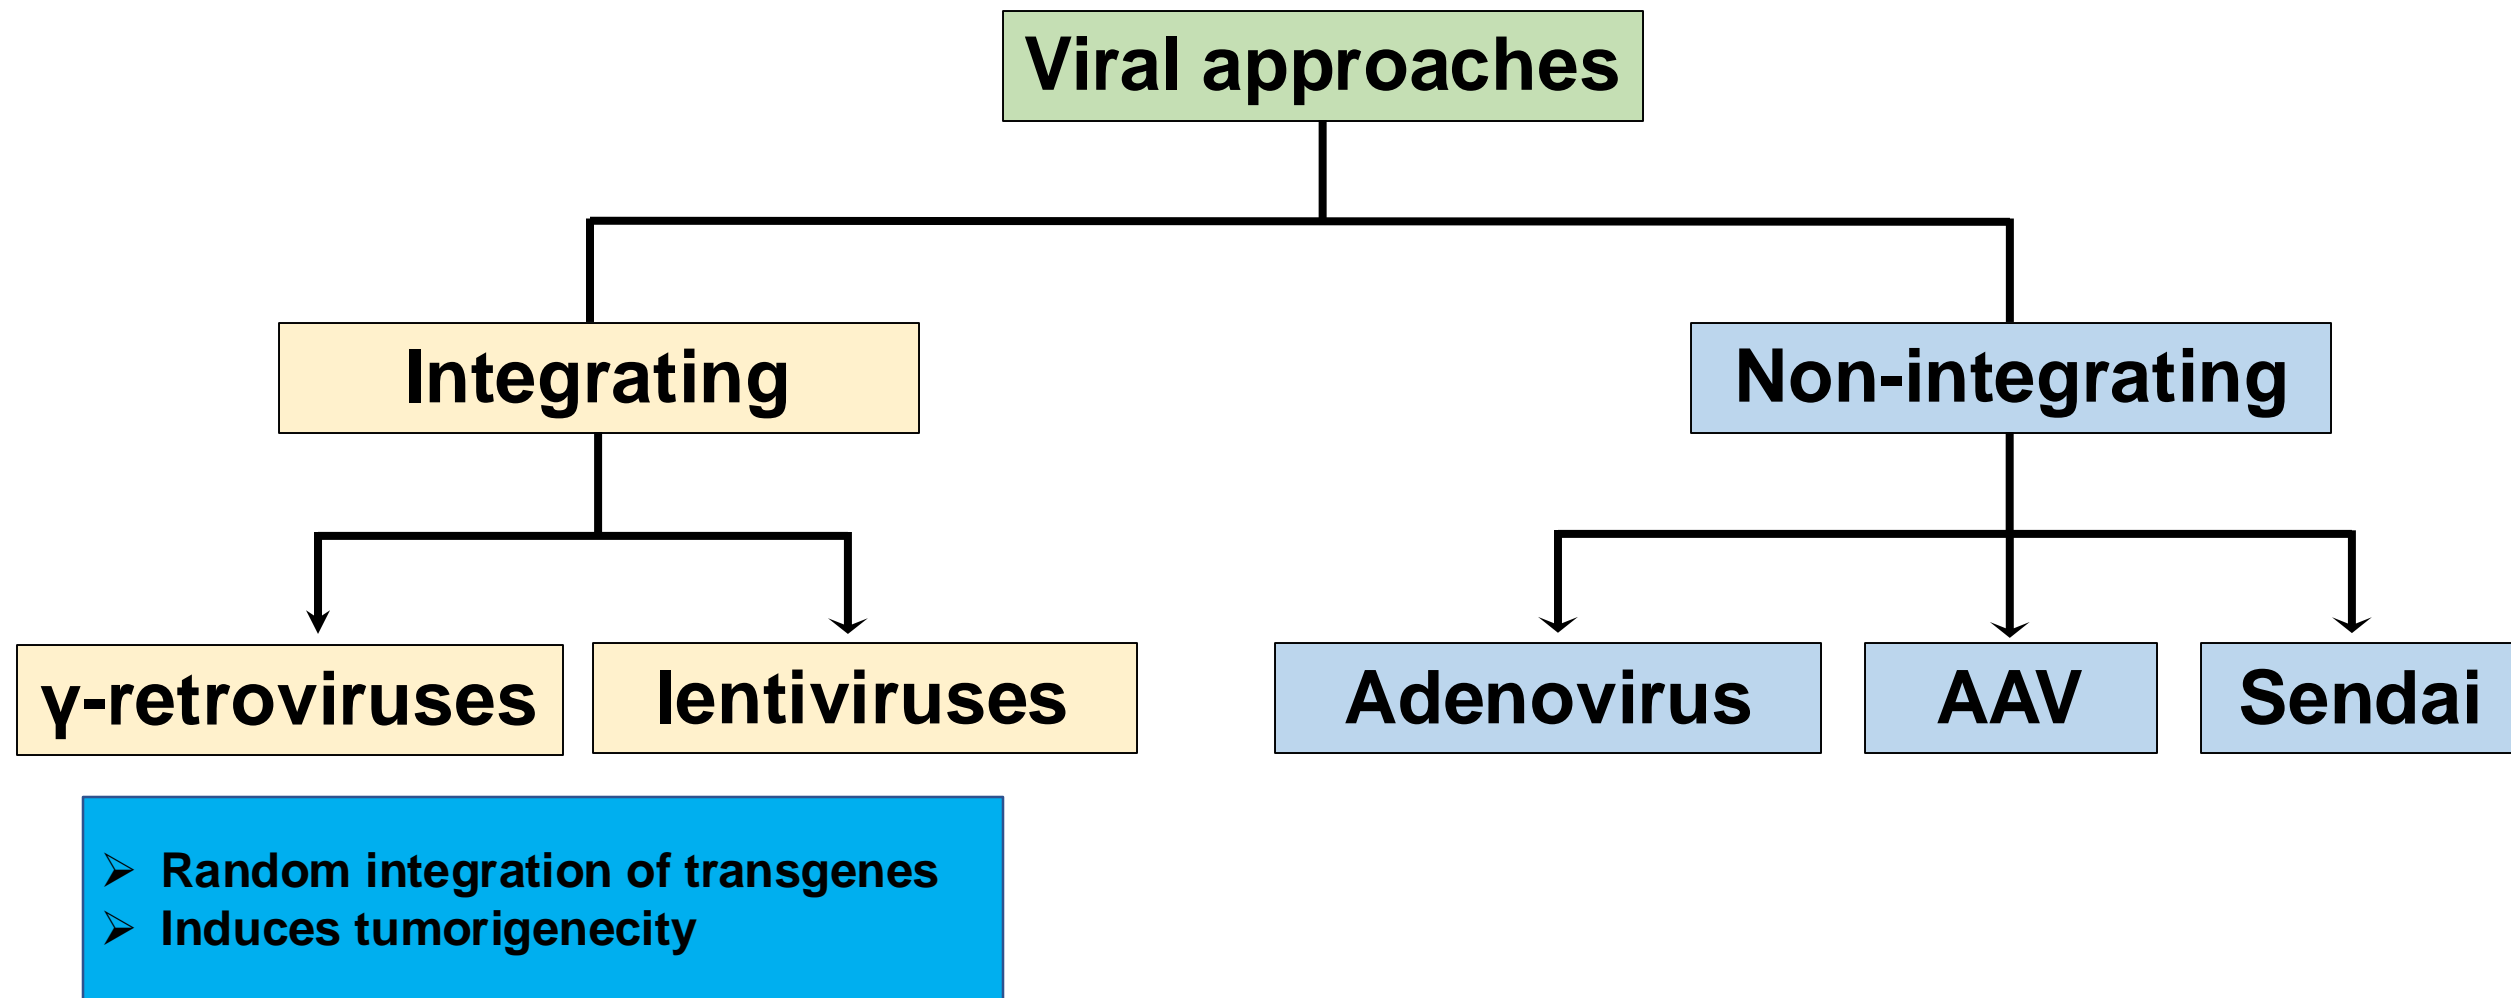 Viral approaches
Integrating
Non-integrating
γ-retroviruses
lentiviruses
Adenovirus
AAV
Sendai
➢ Random integration of transgenes
➢ Induces tumorigenecity